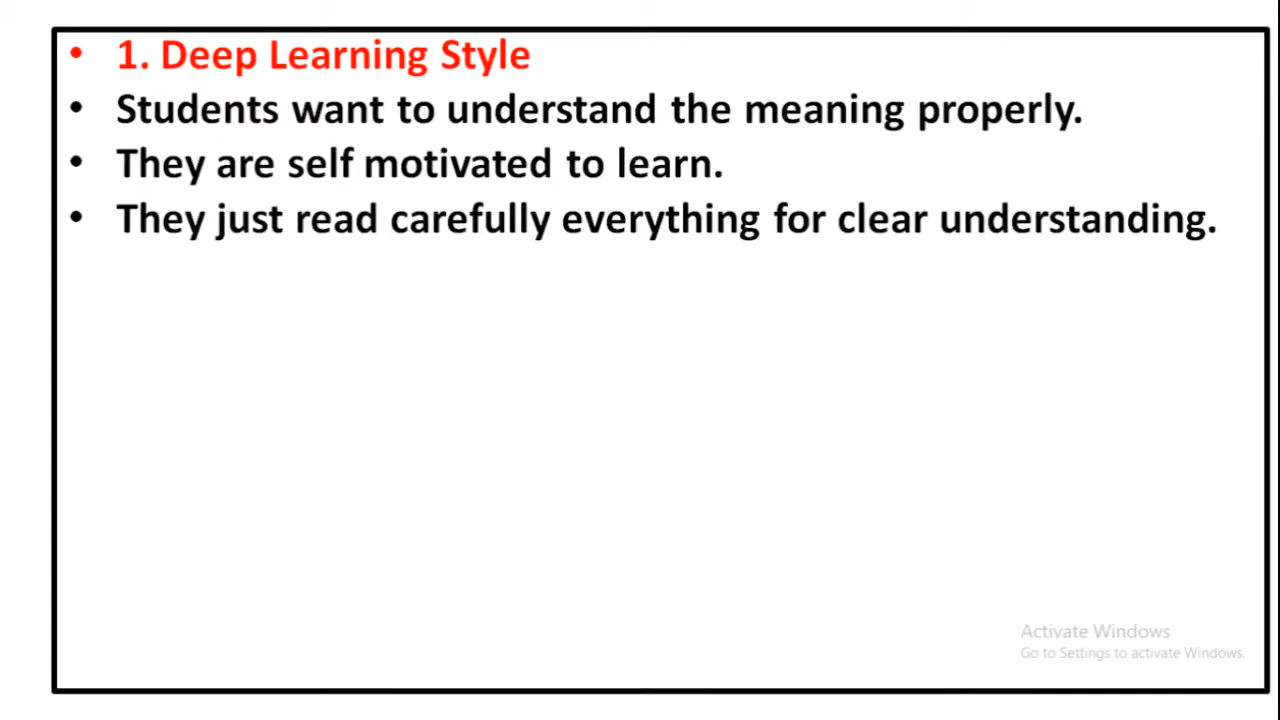 • 1. Deep Learning Style
• Students want to understand the meaning properly.
• They are self motivated to learn.
• They just read carefully everything for clear understanding.
Activate Windows
Go to Settings to activate Windows.